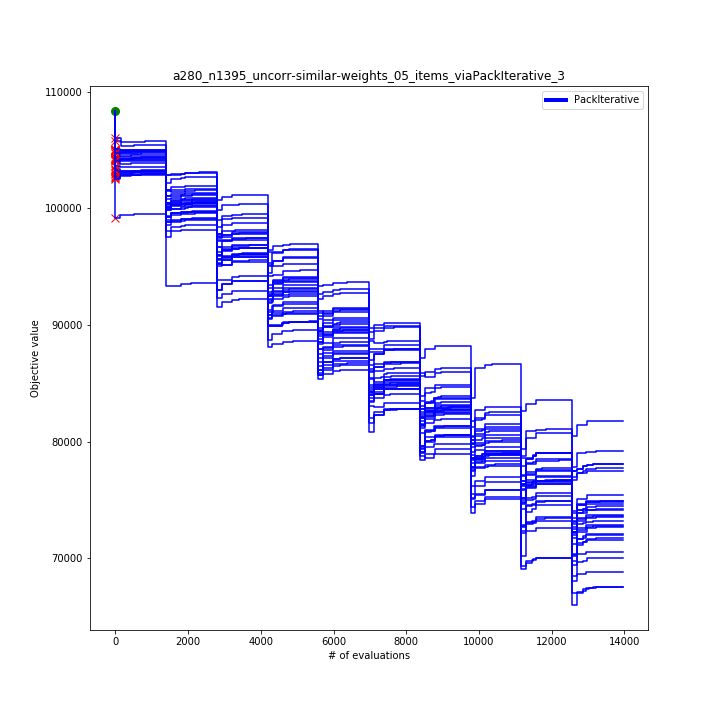 a280_n1395_uncorr-similar-weights_05_items_viaPackIterative_3
PackIterative
110000
100000
90000
80000
70000
Objective value
0 2000 4000 6000 8000 10000 12000 14000
# of evaluations